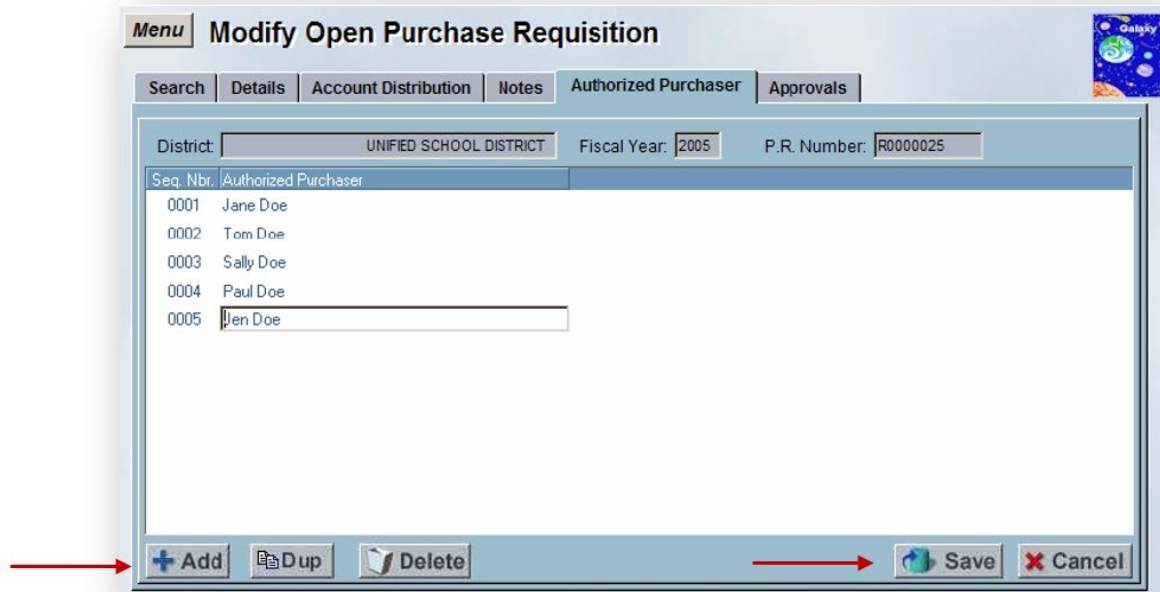 Menu Modify Open Purchase Requisition
Galaxy
Search Details Account Distribution Notes Authorized Purchaser Approvals
District: UNIFIED SCHOOL DISTRICT Fiscal Year: 2005 P.R. Number: R0000025
Seq. Nbr. Authorized Purchaser
0001 Jane Doe
0002 Tom Doe
0003 Sally Doe
0004 Paul Doe
0005 Jen Doe
Add Dup Delete Save Cancel